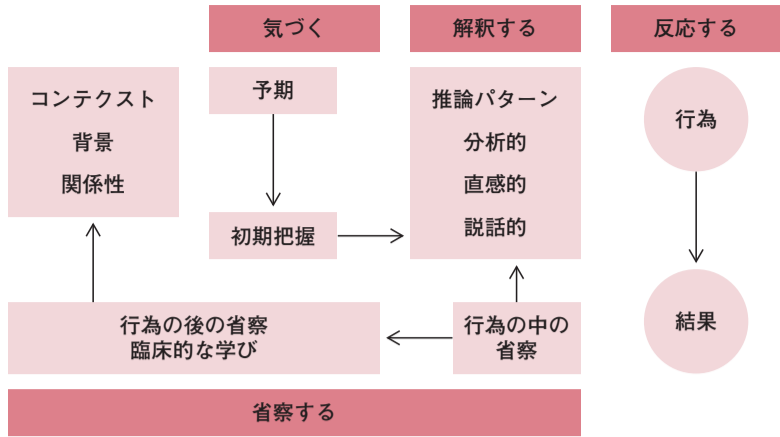 気づく
解釈する
反応する
コンテクスト
背景
関係性
予期
初期把握
推論パターン
分析的
直感的
説話的
行為
結果
行為の後の省察
臨床的な学び
行為の中の
省察
省察する